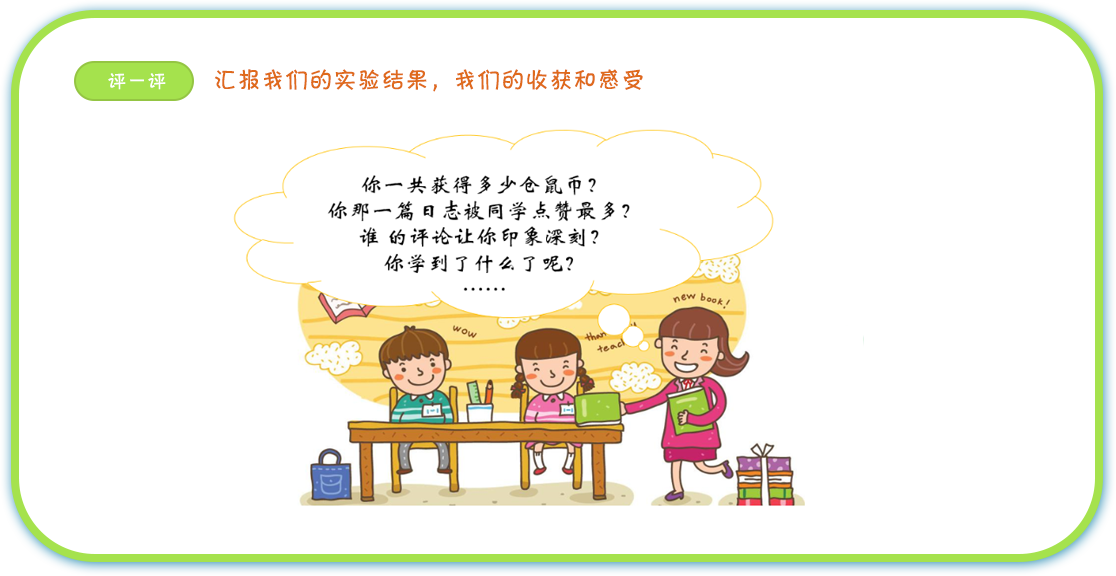 评一评
汇报我们的实验结果，我们的收获和感受
你一共获得多少仓鼠币？
你那一篇日志被同学点赞最多？
谁 的评论让你印象深刻？
你学到了什么了呢？
……
new book!
wow
than
teach